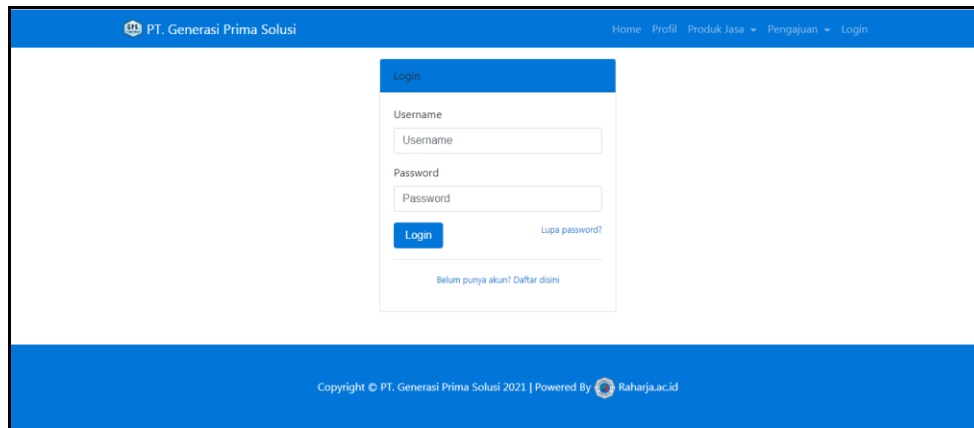 GPS PT. Generasi Prima Solusi Home Profil Produk Jasa Pengajuan Login
Login
Username
Username
Password
Password
Login Lupa password?
Belum punya akun? Daftar disini
Copyright © PT. Generasi Prima Solusi 2021 | Powered By Raharja.ac.id